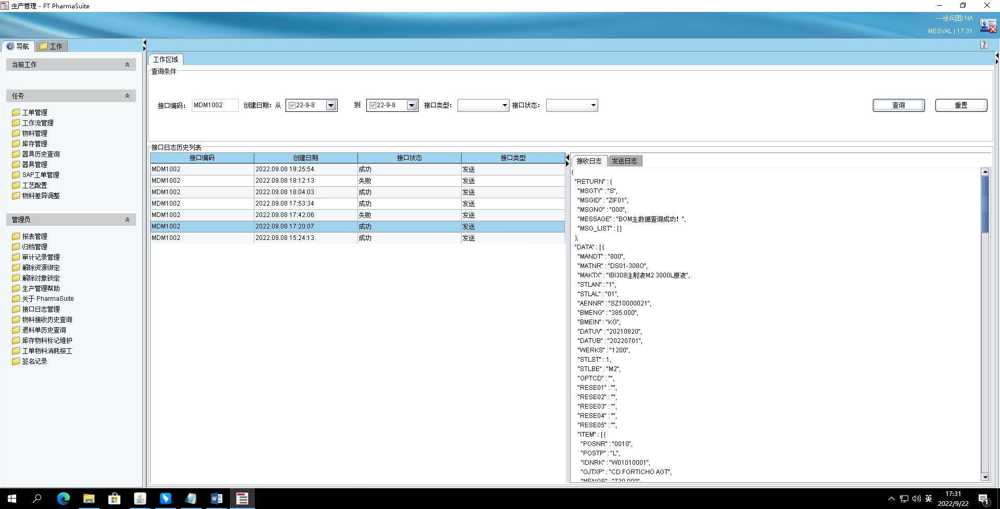 生产管理 - FT PharmaSuite
---徐兵团| NA
MESVAL | 17:31
导航
工作
当前工作
任务
工单管理
工作流管理
物料管理
库存管理
器具历史查询
器具管理
SAP工单管理
工艺配置
物料差异调整
管理员
报表管理
归档管理
审计记录管理
解除资源绑定
解除对象锁定
生产管理帮助
关于 PharmaSuite
接口日志管理
物料接收历史查询
退料单历史查询
库存物料标记维护
工单物料消耗报工
签名记录
工作区域
查询条件
接口编码: MDM1002 创建日期: 从 22-9-8 到 22-9-8 接口类型: 接口状态: 查询 重置
接口日志历史列表
接口编码 创建日期 接口状态 接口类型
MDM1002 2022.09.08 19:25:54 成功 发送
MDM1002 2022.09.08 18:12:13 失败 发送
MDM1002 2022.09.08 18:04:03 成功 发送
MDM1002 2022.09.08 17:53:34 成功 发送
MDM1002 2022.09.08 17:42:06 失败 发送
MDM1002 2022.09.08 17:20:07 成功 发送
MDM1002 2022.09.08 15:24:13 成功 发送
接收日志 发送日志
{
"RETURN" : {
"MSGTY" : "S",
"MSGID" : "ZIF01",
"MSGNO" : "000",
"MESSAGE" : "BOM主数据查询成功！",
"MSG_LIST" : [ ]
},
"DATA" : [ {
"MANDT" : "800",
"MATNR" : "DS01-308O",
"MAKTX" : "IBI308注射液M2 3000L原液",
"STLAN" : "1",
"STLAL" : "01",
"AENNR" : "SZ10000021",
"BMENG" : "385.000",
"BMEIN" : "KG",
"DATUV" : "20210820",
"DATUB" : "20220701",
"WERKS" : "1200",
"STLST" : 1,
"STLBE" : "M2",
"OPTCD" : "",
"RESE01" : "",
"RESE02" : "",
"RESE03" : "",
"RESE04" : "",
"RESE05" : "",
"ITEM" : [ {
"POSNR" : "0010",
"POSTP" : "L",
"IDNRK" : "W01010001",
"OJTXP" : "CD FORTICHO AGT",
"MENGE" : "720.000"
英
17:31
2022/9/22
1